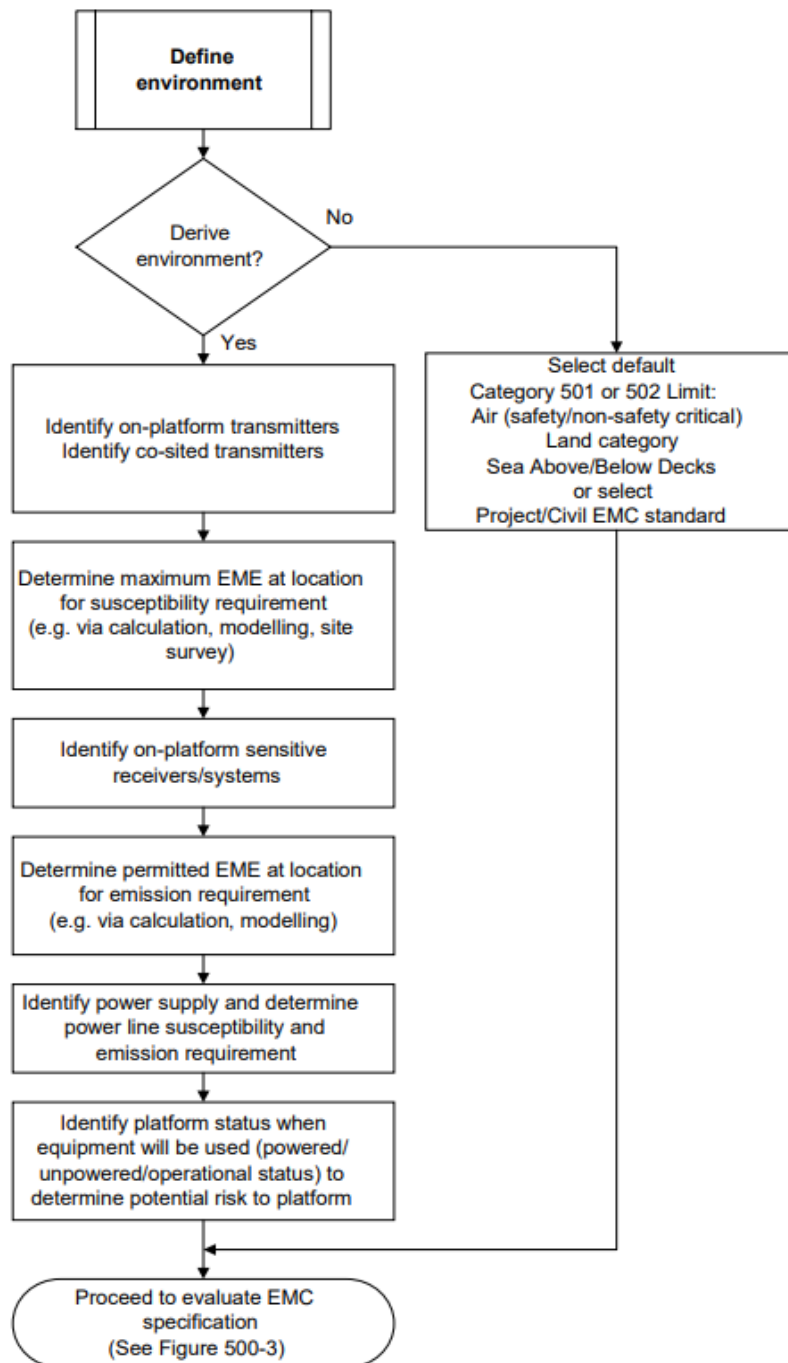 Define
environment
Derive
environment?
No
Yes
Identify on-platform transmitters
Identify co-sited transmitters
Select default
Category 501 or 502 Limit:
Air (safety/non-safety critical)
Land category
Sea Above/Below Decks
or select
Project/Civil EMC standard
Determine maximum EME at location
for susceptibility requirement
(e.g. via calculation, modelling, site
survey)
Identify on-platform sensitive
receivers/systems
Determine permitted EME at location
for emission requirement
(e.g. via calculation, modelling)
Identify power supply and determine
power line susceptibility and
emission requirement
Identify platform status when
equipment will be used (powered/
unpowered/operational status) to
determine potential risk to platform
Proceed to evaluate EMC
specification
(See Figure 500-3)